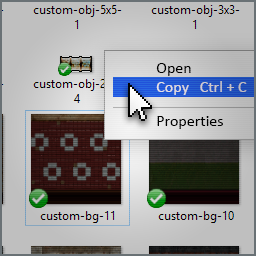 custom-obj-5x5-
1
custom-obj-3x3-
1
custom-obj-2
4
Open
Copy Ctrl + C
Properties
custom-bg-11
custom-bg-10